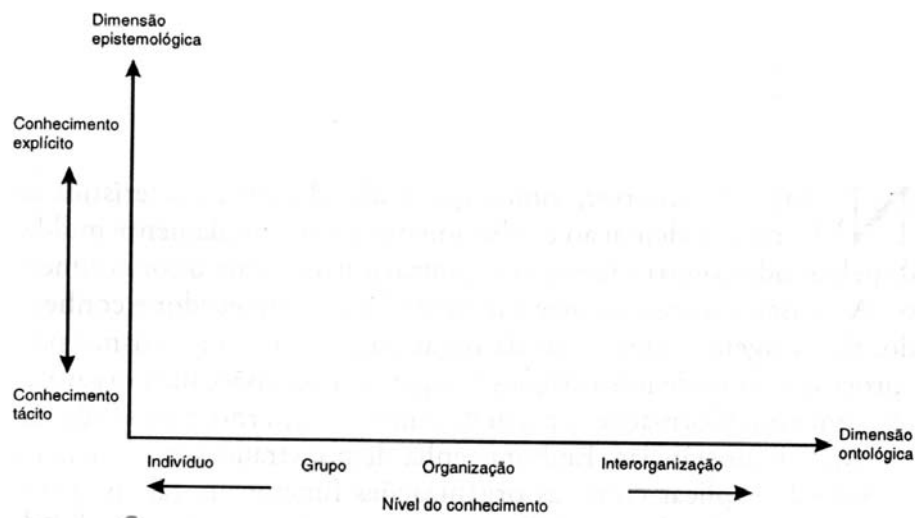 Dimensão
epistemológica
Conhecimento
explícito
Conhecimento
tácito
Dimensão
ontológica
Indivíduo Grupo Organização Interorganização
Nível do conhecimento